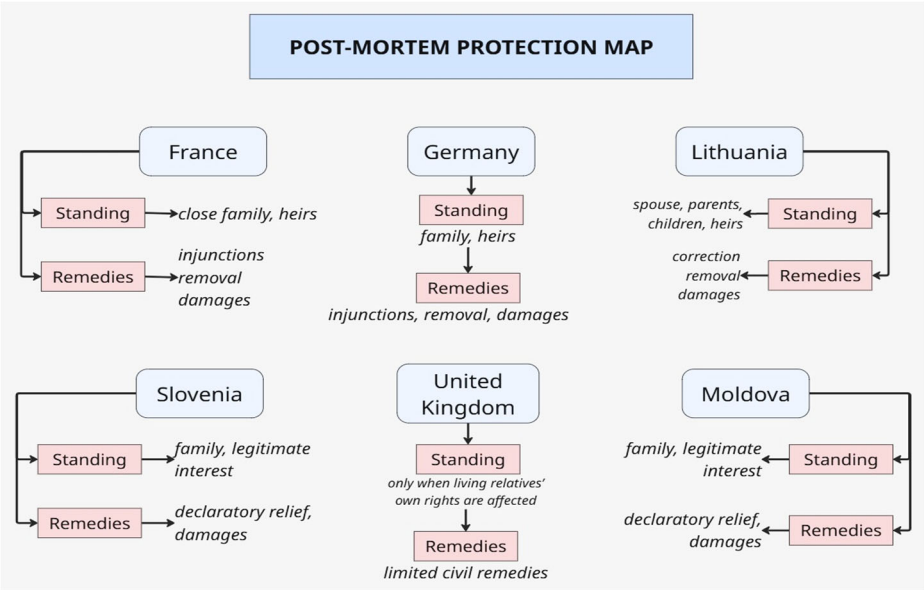 POST-MORTEM PROTECTION MAP
France
Standing
close family, heirs
Remedies
injunctions
removal
damages
Germany
Standing
family, heirs
Remedies
injunctions, removal, damages
Lithuania
Standing
spouse, parents,
children, heirs
Remedies
correction
removal
damages
Slovenia
Standing
family, legitimate
interest
Remedies
declaratory relief,
damages
United
Kingdom
Standing
only when living relatives'
own rights are affected
Remedies
limited civil remedies
Moldova
Standing
family, legitimate
interest
Remedies
declaratory relief,
damages